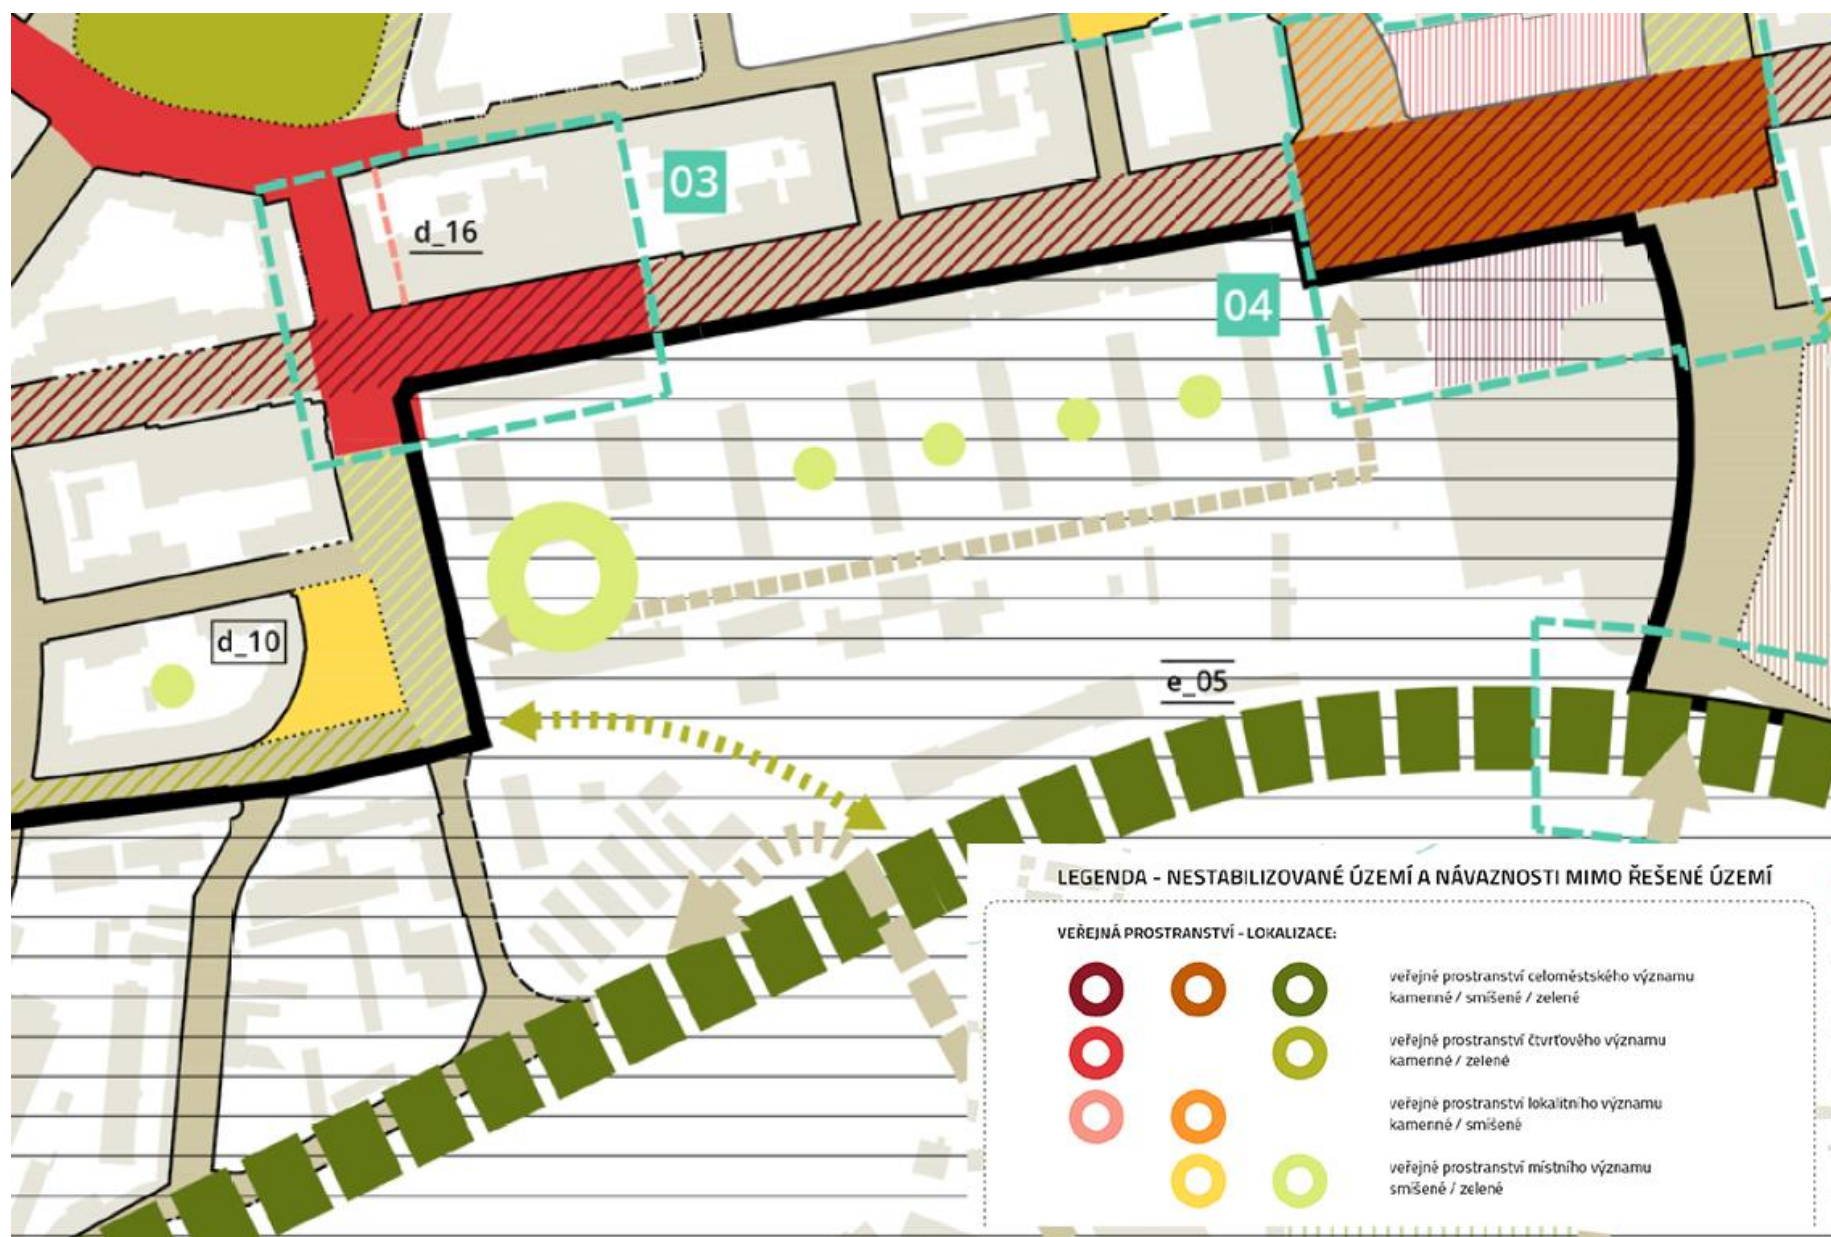 03
d_16
04
d_10
e_05
LEGENDA - NESTABILIZOVANÉ ÚZEMÍ A NÁVAZNOSTI MIMO ŘEŠENÉ ÚZEMÍ
VEŘEJNÁ PROSTRANSTVÍ - LOKALIZACE:
veřejné prostranství celoměstského významu
kamenné / smíšené / zelené
veřejné prostranství čtvrťového významu
kamenné / zelené
veřejné prostranství lokalitního významu
kamenné / smíšené
veřejné prostranství místního významu
smíšené / zelené